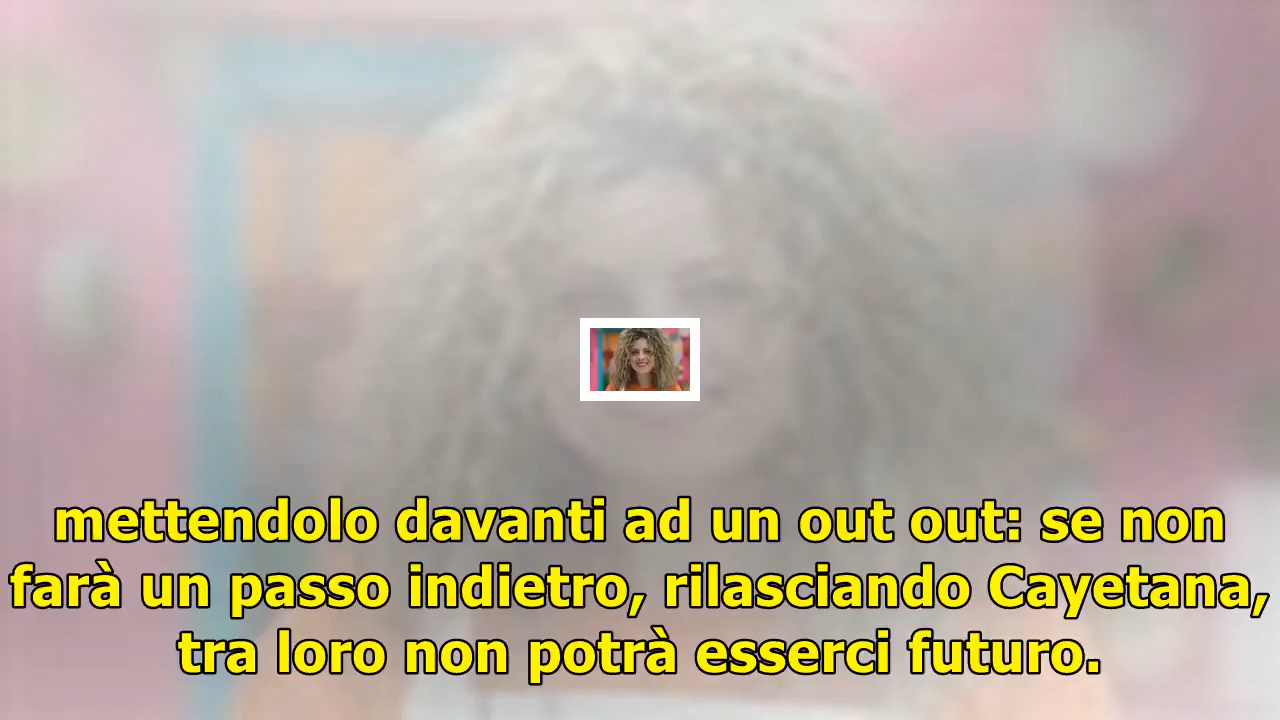 mettendolo davanti ad un out out: se non
farà un passo indietro, rilasciando Cayetana,
tra loro non potrà esserci futuro.